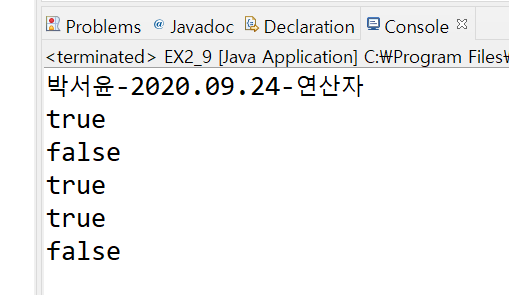 Problems Javadoc Declaration Console
<terminated> EX2_9 [Java Application] C:₩Program Files₩
박서윤-2020.09.24-연산자
true
false
true
true
false